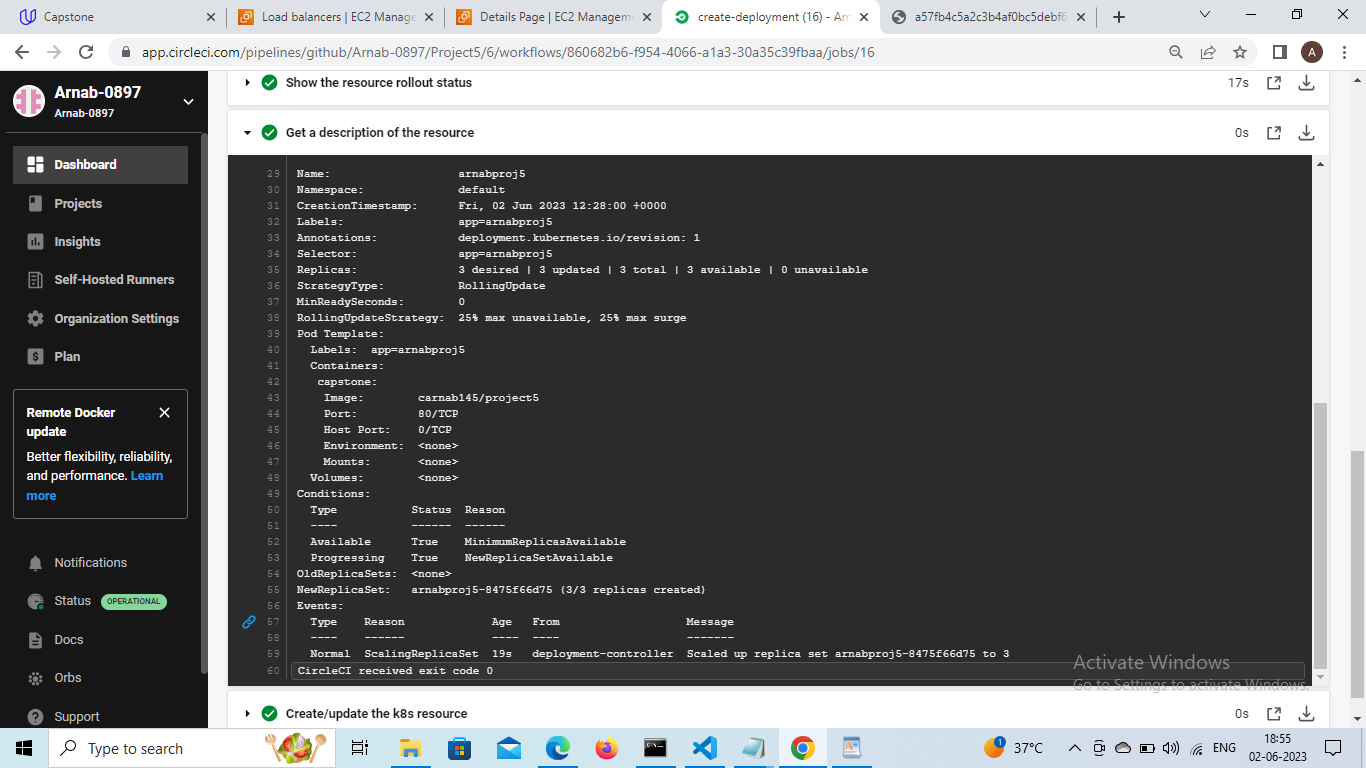 Capstone
Load balancers | EC2 Manage
Details Page | EC2 Managem
create-deployment (16) - Arn
a57fb4c5a2c3b4af0bc5debf6
app.circleci.com/pipelines/github/Arnab-0897/Project5/6/workflows/860682b6-f954-4066-a1a3-30a35c39fbaa/jobs/16
A
Arnab-0897
Arnab-0897
Dashboard
Projects
Insights
Self-Hosted Runners
Organization Settings
Plan
Remote Docker
update
Better flexibility, reliability,
and performance. Learn
more
Notifications
Status OPERATIONAL
Docs
Orbs
Support
Show the resource rollout status 17s
Get a description of the resource 0s
29 Name: arnabproj5
30 Namespace: default
31 CreationTimestamp: Fri, 02 Jun 2023 12:28:00 +0000
32 Labels: app=arnabproj5
33 Annotations: deployment.kubernetes.io/revision: 1
34 Selector: app=arnabproj5
35 Replicas: 3 desired | 3 updated | 3 total | 3 available | 0 unavailable
36 StrategyType: RollingUpdate
37 MinReadySeconds: 0
38 RollingUpdateStrategy: 25% max unavailable, 25% max surge
39 Pod Template:
40 Labels: app=arnabproj5
41 Containers:
42 capstone:
43 Image: carnab145/project5
44 Port: 80/TCP
45 Host Port: 0/TCP
46 Environment: <none>
47 Mounts: <none>
48 Volumes: <none>
49 Conditions:
50 Type Status Reason
51 ---- ------ ------
52 Available True MinimumReplicasAvailable
53 Progressing True NewReplicaSetAvailable
54 OldReplicaSets: <none>
55 NewReplicaSet: arnabproj5-8475f66d75 (3/3 replicas created)
56 Events:
57 Type Reason Age From Message
58 ---- ------ ---- ---- -------
59 Normal ScalingReplicaSet 19s deployment-controller Scaled up replica set arnabproj5-8475f66d75 to 3
60 CircleCI received exit code 0
Activate Windows
Go to Settings to activate Windows.
Create/update the k8s resource 0s
Type to search
1
37°C
ENG
18:55
02-06-2023